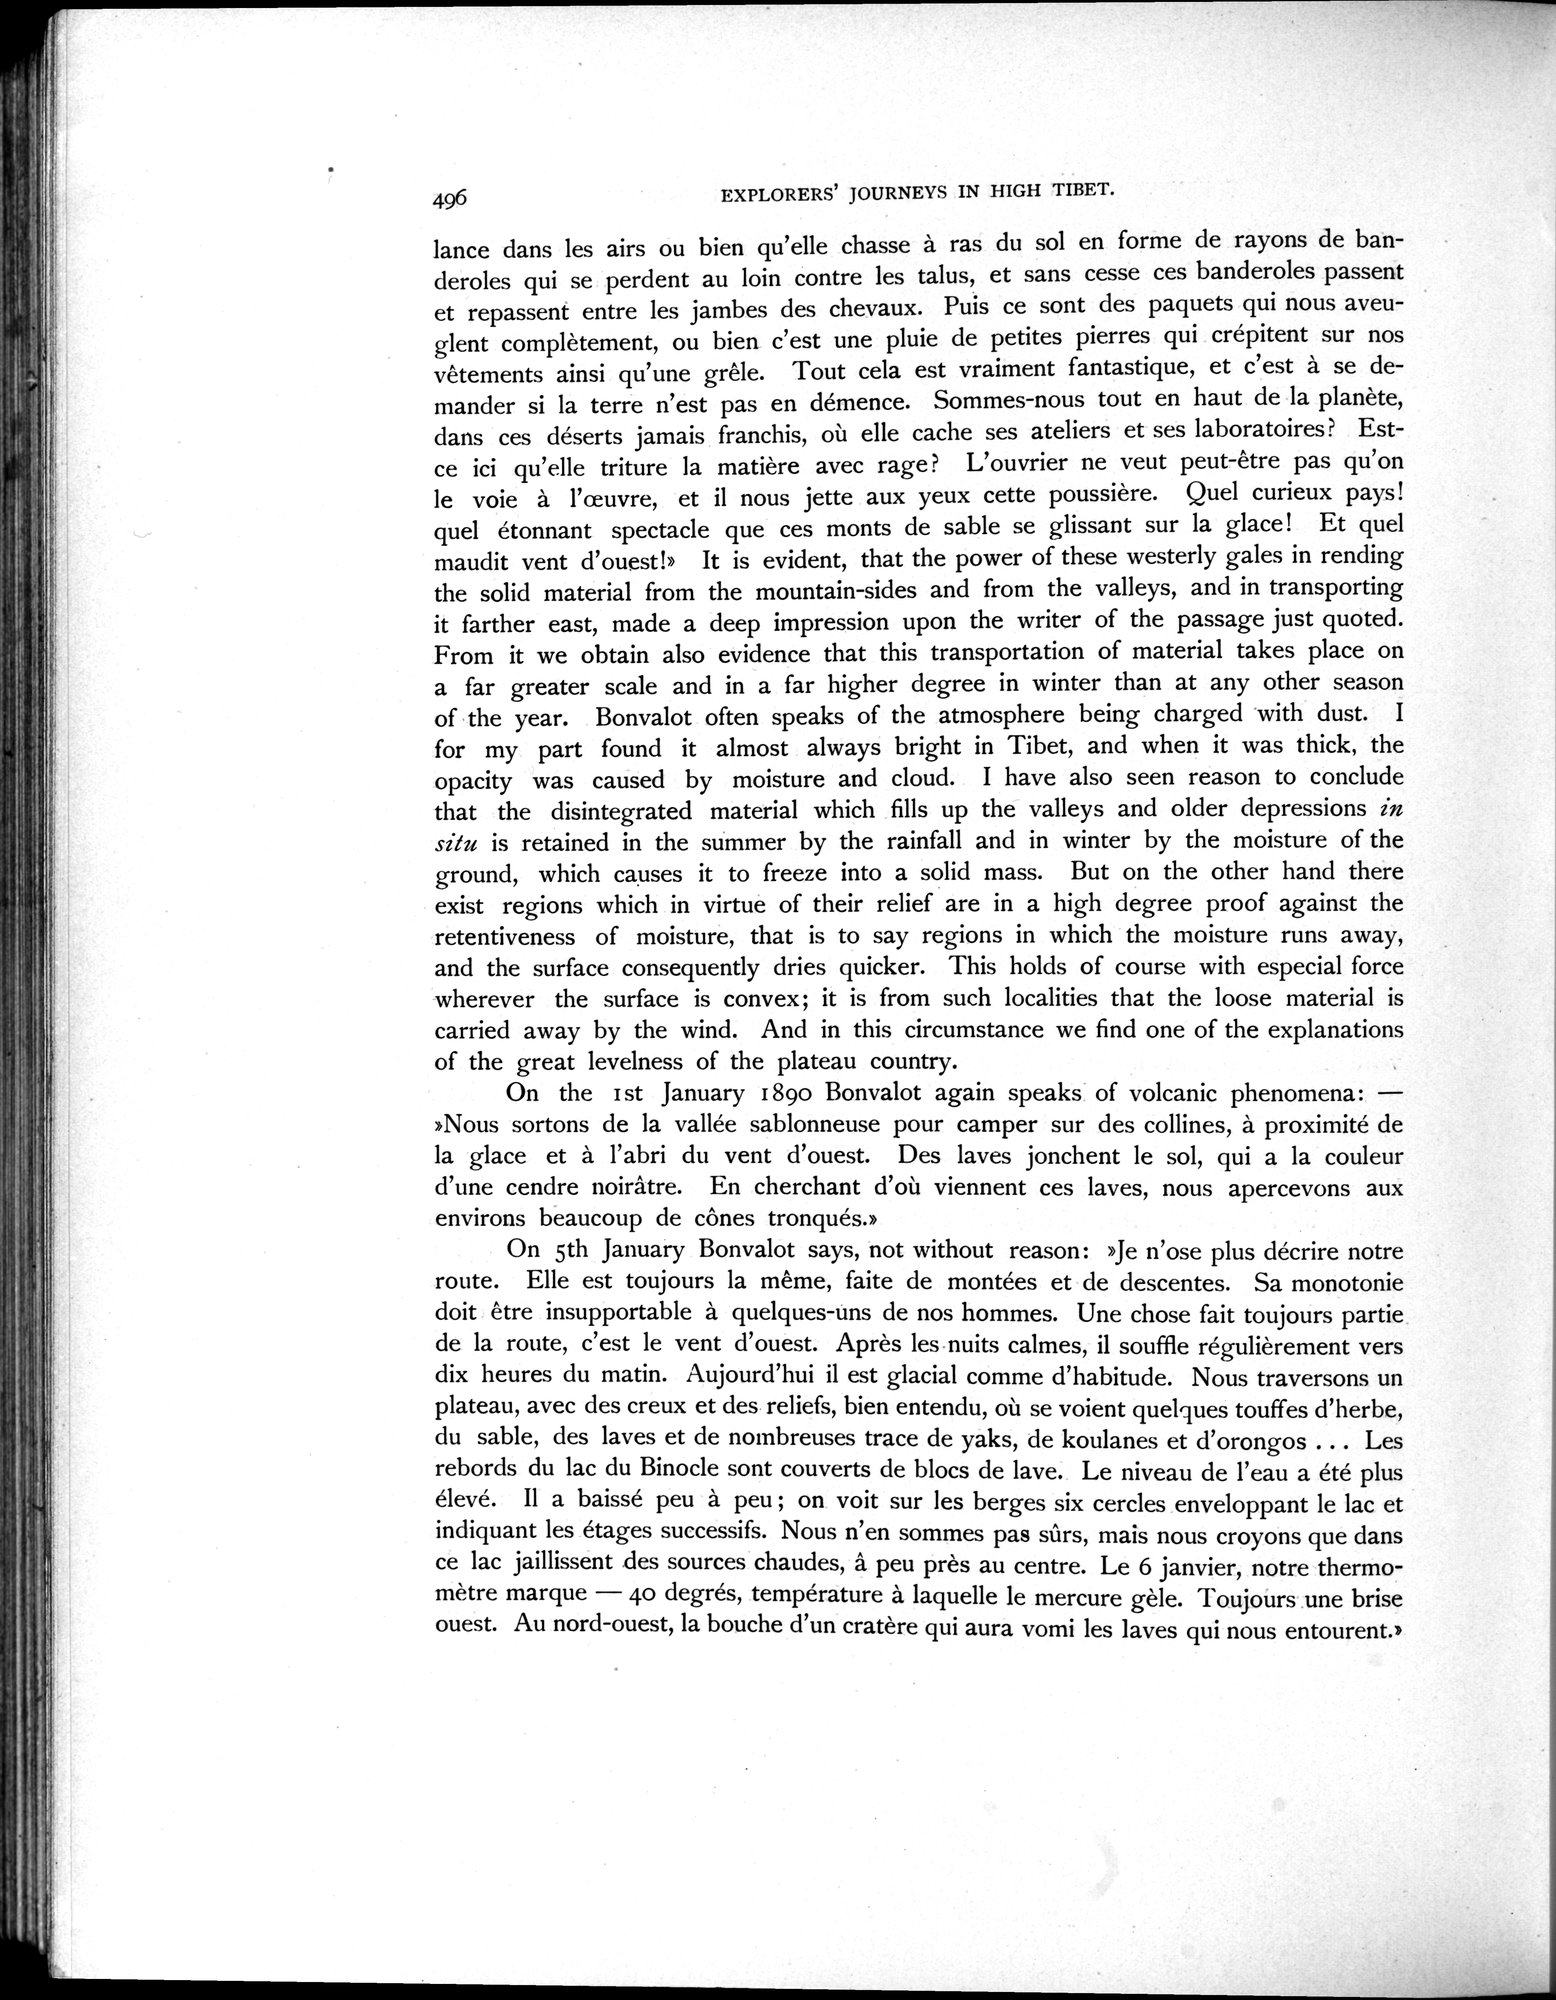 496
EXPLORERS' JOURNEYS IN HIGH TIBET.
lance dans les airs ou bien qu'elle chasse à ras du sol en forme de rayons de ban-
deroles qui se perdent au loin contre les talus, et sans cesse ces banderoles passent
et repassent entre les jambes des chevaux. Puis ce sont des paquets qui nous aveu-
glent complètement, ou bien c'est une pluie de petites pierres qui crépitent sur nos
vêtements ainsi qu'une grêle. Tout cela est vraiment fantastique, et c'est à se de-
mander si la terre n'est pas en démence. Sommes-nous tout en haut de la planète,
dans ces déserts jamais franchis, où elle cache ses ateliers et ses laboratoires? Est-
ce ici qu'elle triture la matière avec rage? L'ouvrier ne veut peut-être pas qu'on
le voie à l'œuvre, et il nous jette aux yeux cette poussière. Quel curieux pays!
quel étonnant spectacle que ces monts de sable se glissant sur la glace! Et quel
maudit vent d'ouest!» It is evident, that the power of these westerly gales in rending
the solid material from the mountain-sides and from the valleys, and in transporting
it farther east, made a deep impression upon the writer of the passage just quoted.
From it we obtain also evidence that this transportation of material takes place on
a far greater scale and in a far higher degree in winter than at any other season
of the year. Bonvalot often speaks of the atmosphere being charged with dust. I
for my part found it almost always bright in Tibet, and when it was thick, the
opacity was caused by moisture and cloud. I have also seen reason to conclude
that the disintegrated material which fills up the valleys and older depressions in
situ is retained in the summer by the rainfall and in winter by the moisture of the
ground, which causes it to freeze into a solid mass. But on the other hand there
exist regions which in virtue of their relief are in a high degree proof against the
retentiveness of moisture, that is to say regions in which the moisture runs away,
and the surface consequently dries quicker. This holds of course with especial force
wherever the surface is convex; it is from such localities that the loose material is
carried away by the wind. And in this circumstance we find one of the explanations
of the great levelness of the plateau country.
On the 1st January 1890 Bonvalot again speaks of volcanic phenomena: —
»Nous sortons de la vallée sablonneuse pour camper sur des collines, à proximité de
la glace et à l'abri du vent d'ouest. Des laves jonchent le sol, qui a la couleur
d'une cendre noirâtre. En cherchant d'où viennent ces laves, nous apercevons aux
environs beaucoup de cônes tronqués.»
On 5th January Bonvalot says, not without reason: »Je n'ose plus décrire notre
route. Elle est toujours la même, faite de montées et de descentes. Sa monotonie
doit être insupportable à quelques-uns de nos hommes. Une chose fait toujours partie
de la route, c'est le vent d'ouest. Après les nuits calmes, il souffle régulièrement vers
dix heures du matin. Aujourd'hui il est glacial comme d'habitude. Nous traversons un
plateau, avec des creux et des reliefs, bien entendu, où se voient quelques touffes d'herbe,
du sable, des laves et de nombreuses trace de yaks, de koulanes et d'orongos ... Les
rebords du lac du Binocle sont couverts de blocs de lave. Le niveau de l'eau a été plus
élevé. Il a baissé peu à peu; on voit sur les berges six cercles enveloppant le lac et
indiquant les étages successifs. Nous n'en sommes pas sûrs, mais nous croyons que dans
ce lac jaillissent des sources chaudes, â peu près au centre. Le 6 janvier, notre thermo-
mètre marque — 40 degrés, température à laquelle le mercure gèle. Toujours une brise
ouest. Au nord-ouest, la bouche d'un cratère qui aura vomi les laves qui nous entourent.»